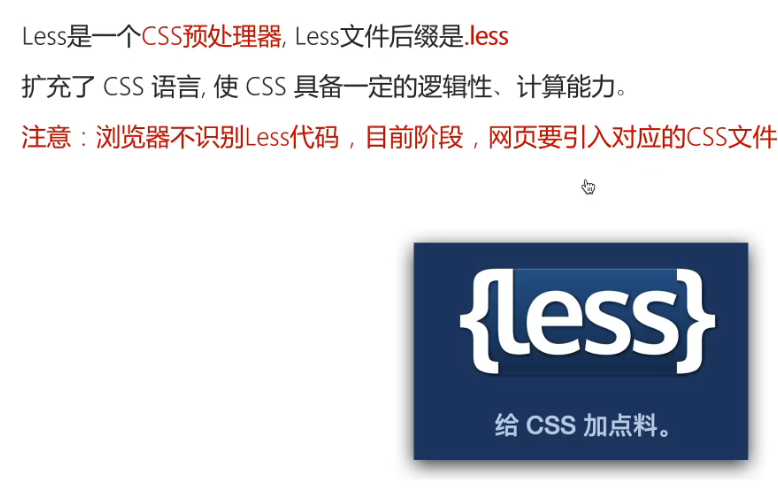 Less是一个CSS预处理器, Less文件后缀是.less
扩充了 CSS 语言, 使 CSS 具备一定的逻辑性、计算能力。
注意：浏览器不识别Less代码，目前阶段，网页要引入对应的CSS文件
{less}
给 CSS 加点料。